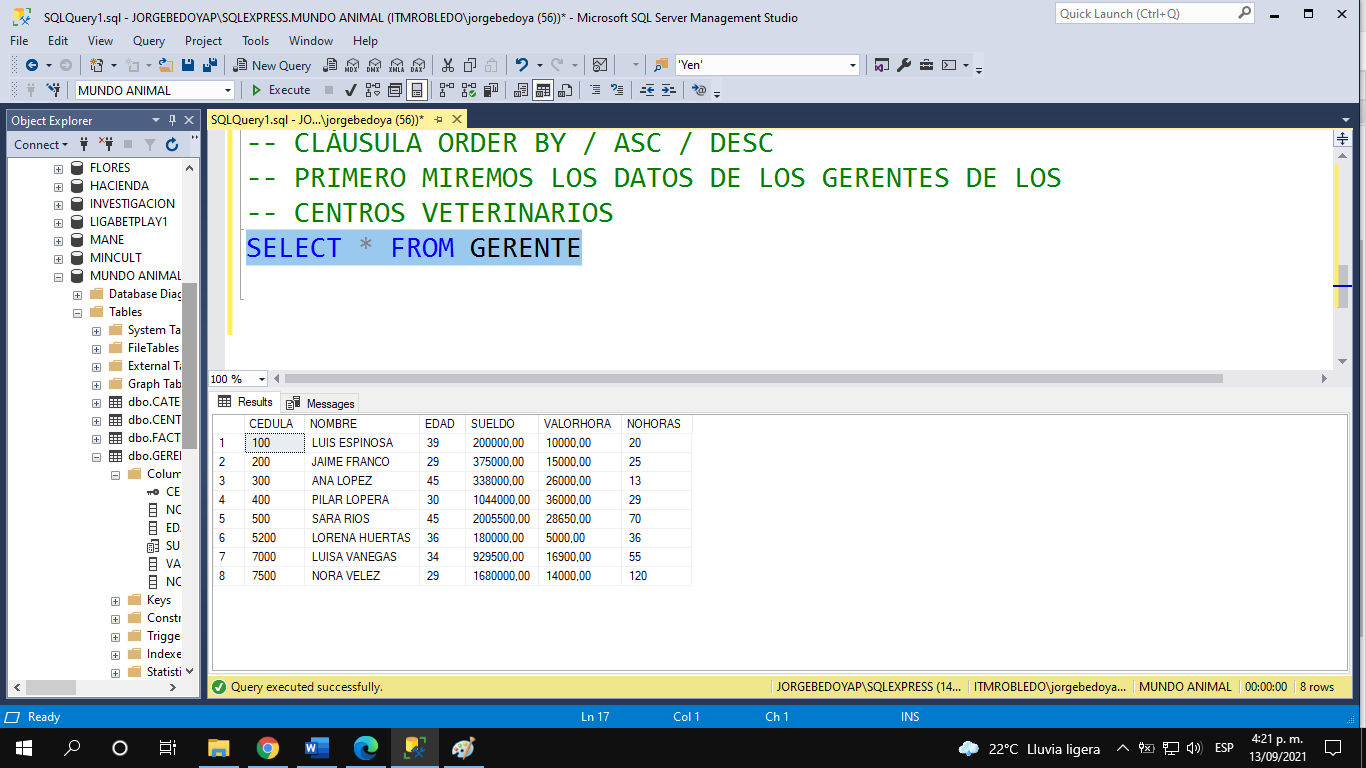 SQLQuery1.sql - JORGEBEDOYAP\SQLEXPRESS.MUNDO ANIMAL (ITMROBLEDO\jorgebedoya (56))* - Microsoft SQL Server Management Studio
Quick Launch (Ctrl+Q)
File Edit View Query Project Tools Window Help
New Query MDX DMX XMLA DAX 'Yen'
MUNDO ANIMAL Execute
Object Explorer
SQLQuery1.sql - JO...\jorgebedoya (56))*
Connect
FLORES
HACIENDA
INVESTIGACION
LIGABETPLAY1
MANE
MINCULT
MUNDO ANIMAL
Database Diag
Tables
System Ta
FileTables
External Ta
Graph Tab
dbo.CATE
dbo.CENT
dbo.FACT
dbo.GEREI
Colum
CE
NO
ED
SU
VA
NO
Keys
Constr
Trigge
Indexe
Statisti
-- CLÁUSULA ORDER BY / ASC / DESC
-- PRIMERO MIREMOS LOS DATOS DE LOS GERENTES DE LOS
-- CENTROS VETERINARIOS
SELECT * FROM GERENTE
100 %
Results Messages
CEDULA NOMBRE EDAD SUELDO VALORHORA NOHORAS
1 100 LUIS ESPINOSA 39 200000,00 10000,00 20
2 200 JAIME FRANCO 29 375000,00 15000,00 25
3 300 ANA LOPEZ 45 338000,00 26000,00 13
4 400 PILAR LOPERA 30 1044000,00 36000,00 29
5 500 SARA RIOS 45 2005500,00 28650,00 70
6 5200 LORENA HUERTAS 36 180000,00 5000,00 36
7 7000 LUISA VANEGAS 34 929500,00 16900,00 55
8 7500 NORA VELEZ 29 1680000,00 14000,00 120
Query executed successfully. JORGEBEDOYAP\SQLEXPRESS (14... ITMROBLEDO\jorgebedoya... MUNDO ANIMAL 00:00:00 8 rows
Ready Ln 17 Col 1 Ch 1 INS
22°C Lluvia ligera ESP 4:21 p. m.
13/09/2021